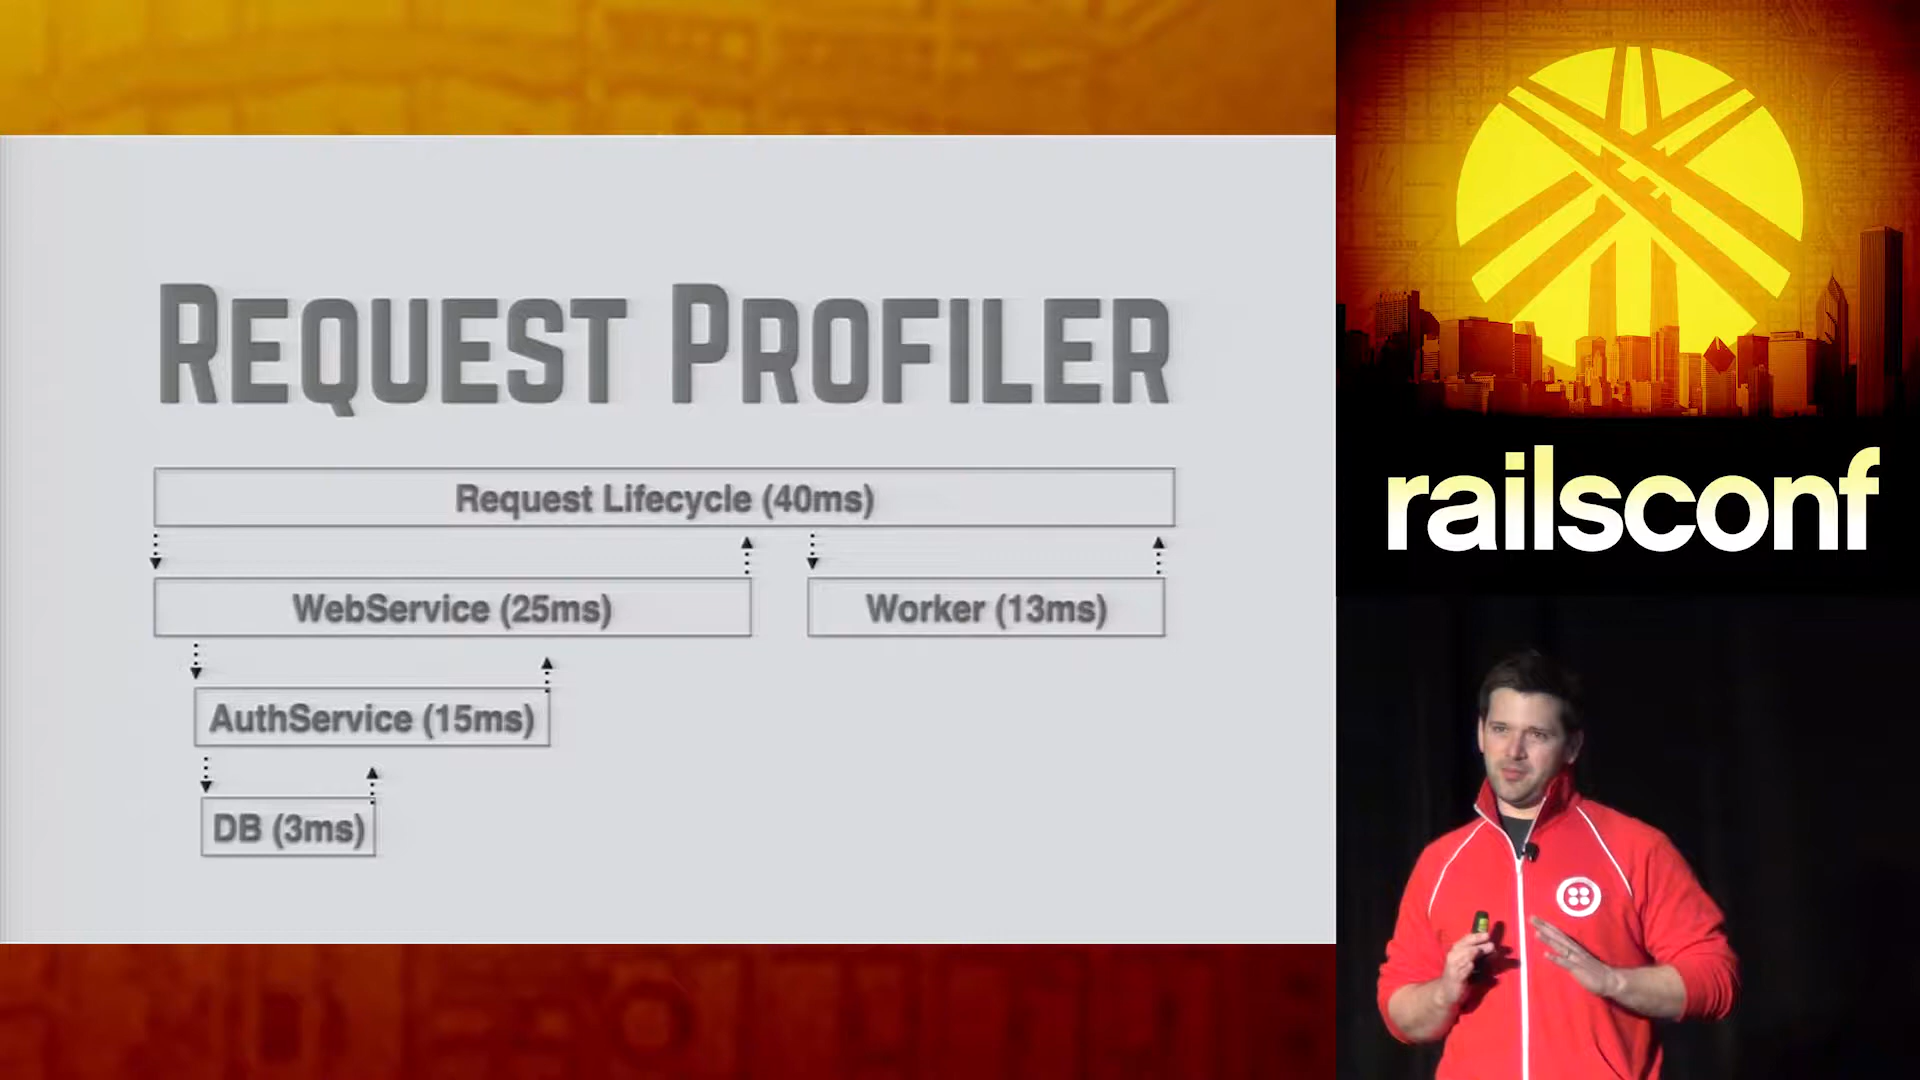 REQUEST PROFILER
Request Lifecycle (40ms)
WebService (25ms)
Worker (13ms)
AuthService (15ms)
DB (3ms)
railsconf